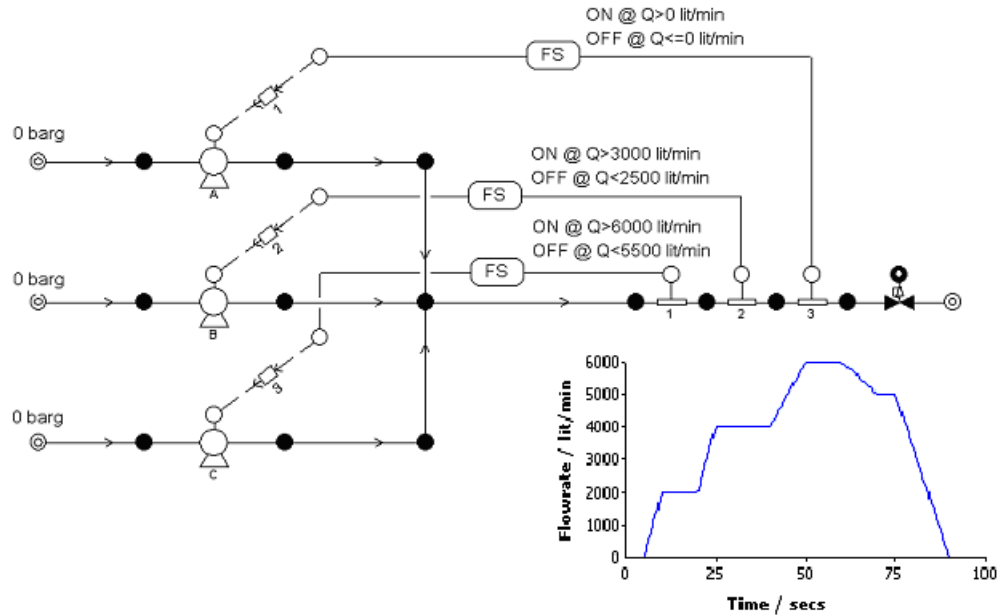 ON @ Q>0 lit/min
OFF @ Q<=0 lit/min
FS
1
0 barg
A
ON @ Q>3000 lit/min
OFF @ Q<2500 lit/min
FS
2
ON @ Q>6000 lit/min
OFF @ Q<5500 lit/min
FS
0 barg
B
1
2
3
3
0 barg
C
6000
5000
4000
3000
2000
1000
0
Flowrate / lit/min
0 25 50 75 100
Time / secs